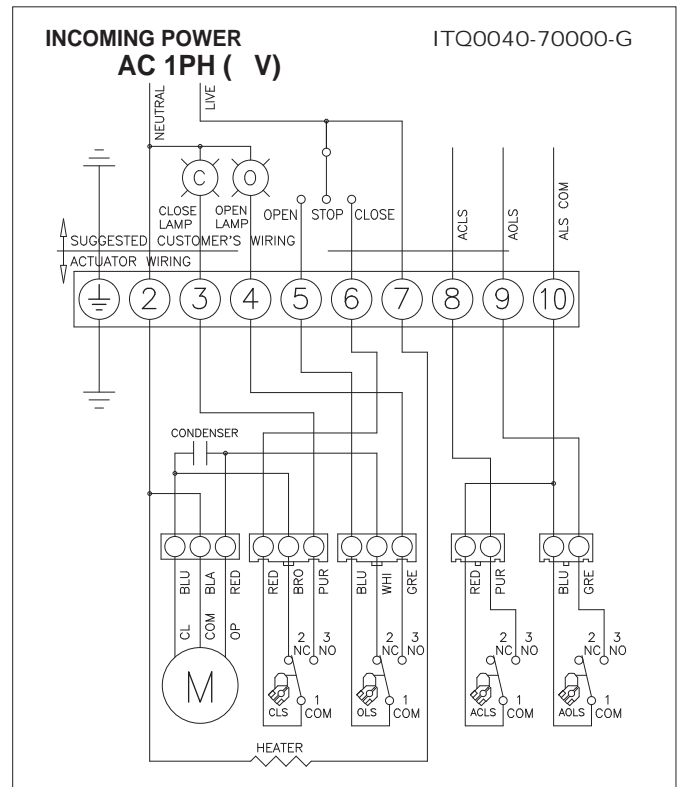 INCOMING POWER
ITQ0040-70000-G
AC 1PH ( V)
NEUTRAL
LIVE
C
O
CLOSE LAMP
OPEN LAMP
OPEN
STOP
CLOSE
ACLS
AOLS
ALS COM
SUGGESTED CUSTOMER'S WIRING
ACTUATOR WIRING
2
3
4
5
6
7
8
9
10
CONDENSER
BLU
BLA
RED
RED
BRO
PUR
BLU
WHI
GRE
RED
PUR
BLU
GRE
CL
COM
OP
M
2 NC
3 NO
CLS
1 COM
2 NC
3 NO
OLS
1 COM
2 NC
3 NO
ACLS
1 COM
2 NC
3 NO
AOLS
1 COM
HEATER